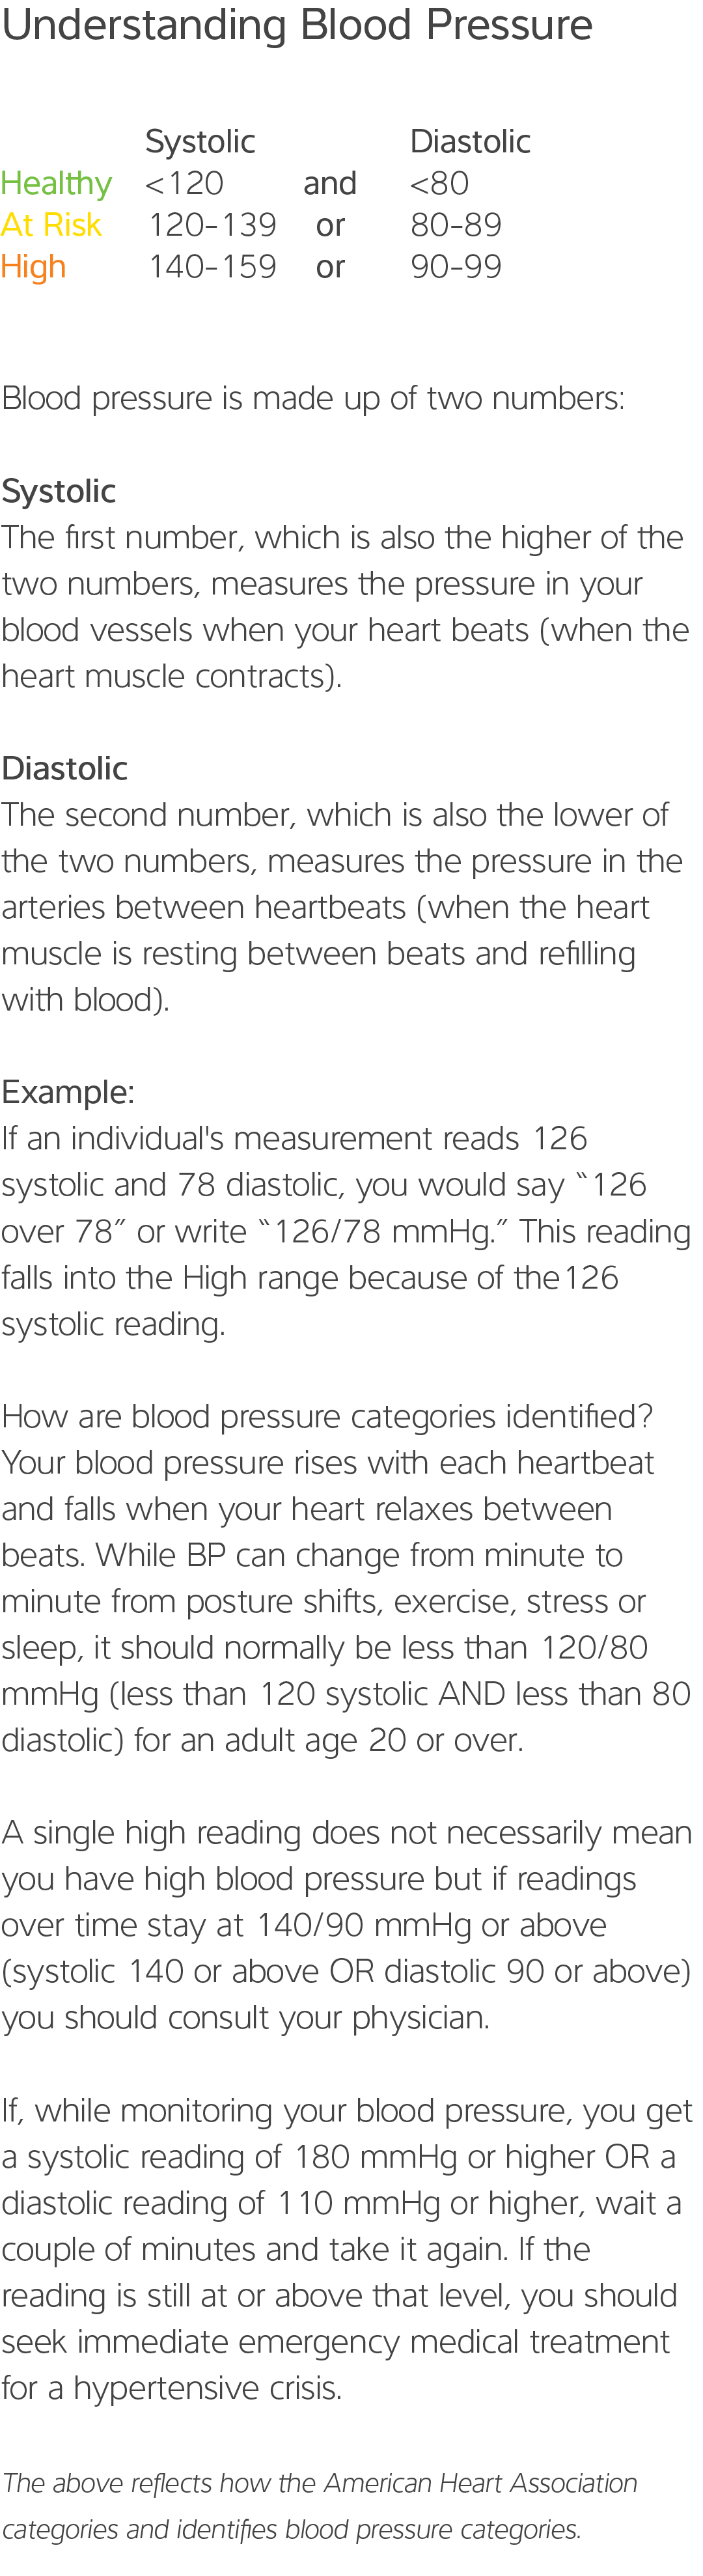 Understanding Blood Pressure
Systolic Diastolic
Healthy <120 and <80
At Risk 120-139 or 80-89
High 140-159 or 90-99
Blood pressure is made up of two numbers:
Systolic
The first number, which is also the higher of the
two numbers, measures the pressure in your
blood vessels when your heart beats (when the
heart muscle contracts).
Diastolic
The second number, which is also the lower of
the two numbers, measures the pressure in the
arteries between heartbeats (when the heart
muscle is resting between beats and refilling
with blood).
Example:
If an individual's measurement reads 126
systolic and 78 diastolic, you would say “126
over 78” or write “126/78 mmHg.” This reading
falls into the High range because of the126
systolic reading.
How are blood pressure categories identified?
Your blood pressure rises with each heartbeat
and falls when your heart relaxes between
beats. While BP can change from minute to
minute from posture shifts, exercise, stress or
sleep, it should normally be less than 120/80
mmHg (less than 120 systolic AND less than 80
diastolic) for an adult age 20 or over.
A single high reading does not necessarily mean
you have high blood pressure but if readings
over time stay at 140/90 mmHg or above
(systolic 140 or above OR diastolic 90 or above)
you should consult your physician.
If, while monitoring your blood pressure, you get
a systolic reading of 180 mmHg or higher OR a
diastolic reading of 110 mmHg or higher, wait a
couple of minutes and take it again. If the
reading is still at or above that level, you should
seek immediate emergency medical treatment
for a hypertensive crisis.
The above reflects how the American Heart Association
categories and identifies blood pressure categories.